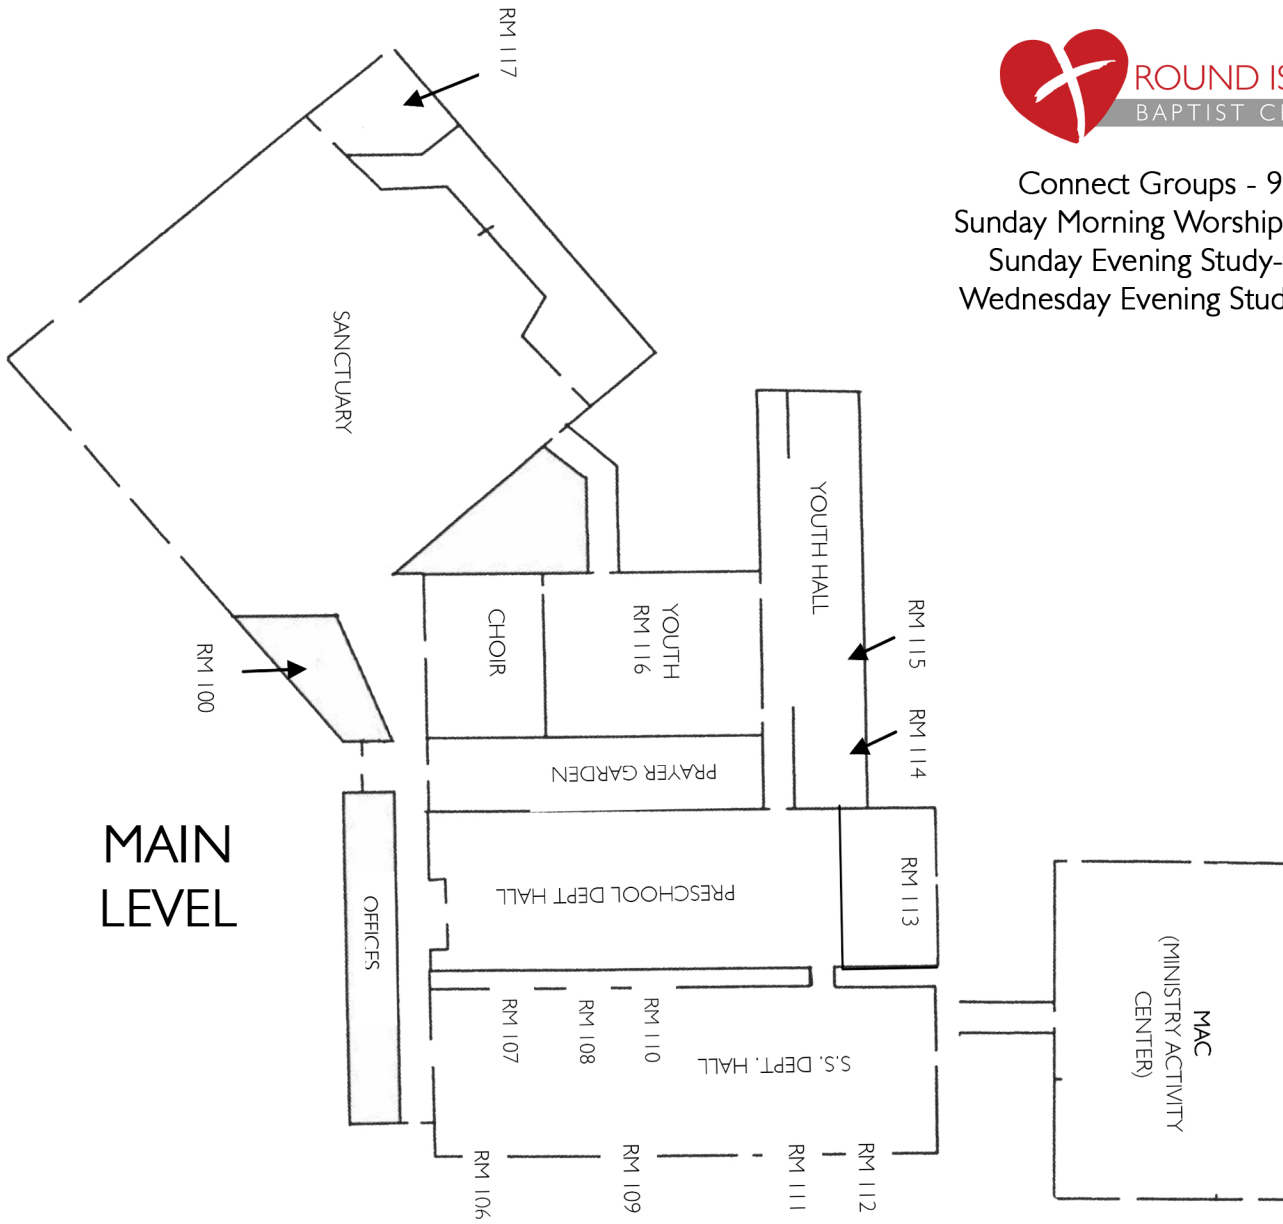 RM 117
ROUND IS
BAPTIST C
Connect Groups - 9
Sunday Morning Worship
Sunday Evening Study-
Wednesday Evening Stud
SANCTUARY
YOUTH HALL
RM 115
RM 114
CHOIR
YOUTH
RM 116
RM 100
PRAYER GARDEN
MAIN
LEVEL
OFFICES
PRESCHOOL DEPT HALL
RM 113
MAC
(MINISTRY ACTIVITY
CENTER)
RM 107
RM 108
RM 110
S.S. DEPT. HALL
RM 106
RM 109
RM 111
RM 112